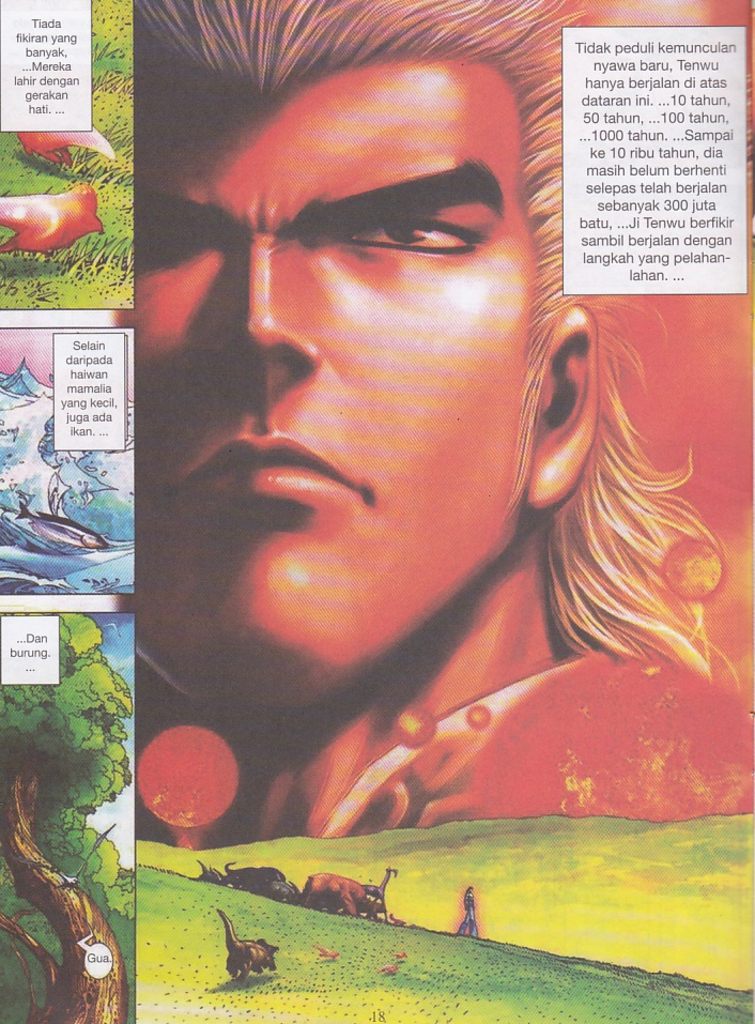 Tiada
fikiran yang
banyak,
...Mereka
lahir dengan
gerakan
hati. ...
Selain
daripada
haiwan
mamalia
yang kecil,
juga ada
ikan. ...
...Dan
burung.
...
Gua.
Tidak peduli kemunculan
nyawa baru, Tenwu
hanya berjalan di atas
dataran ini. ...10 tahun,
50 tahun, ...100 tahun,
...1000 tahun. ...Sampai
ke 10 ribu tahun, dia
masih belum berhenti
selepas telah berjalan
sebanyak 300 juta
batu, ...Ji Tenwu berfikir
sambil berjalan dengan
langkah yang pelahan-
lahan. ...
18